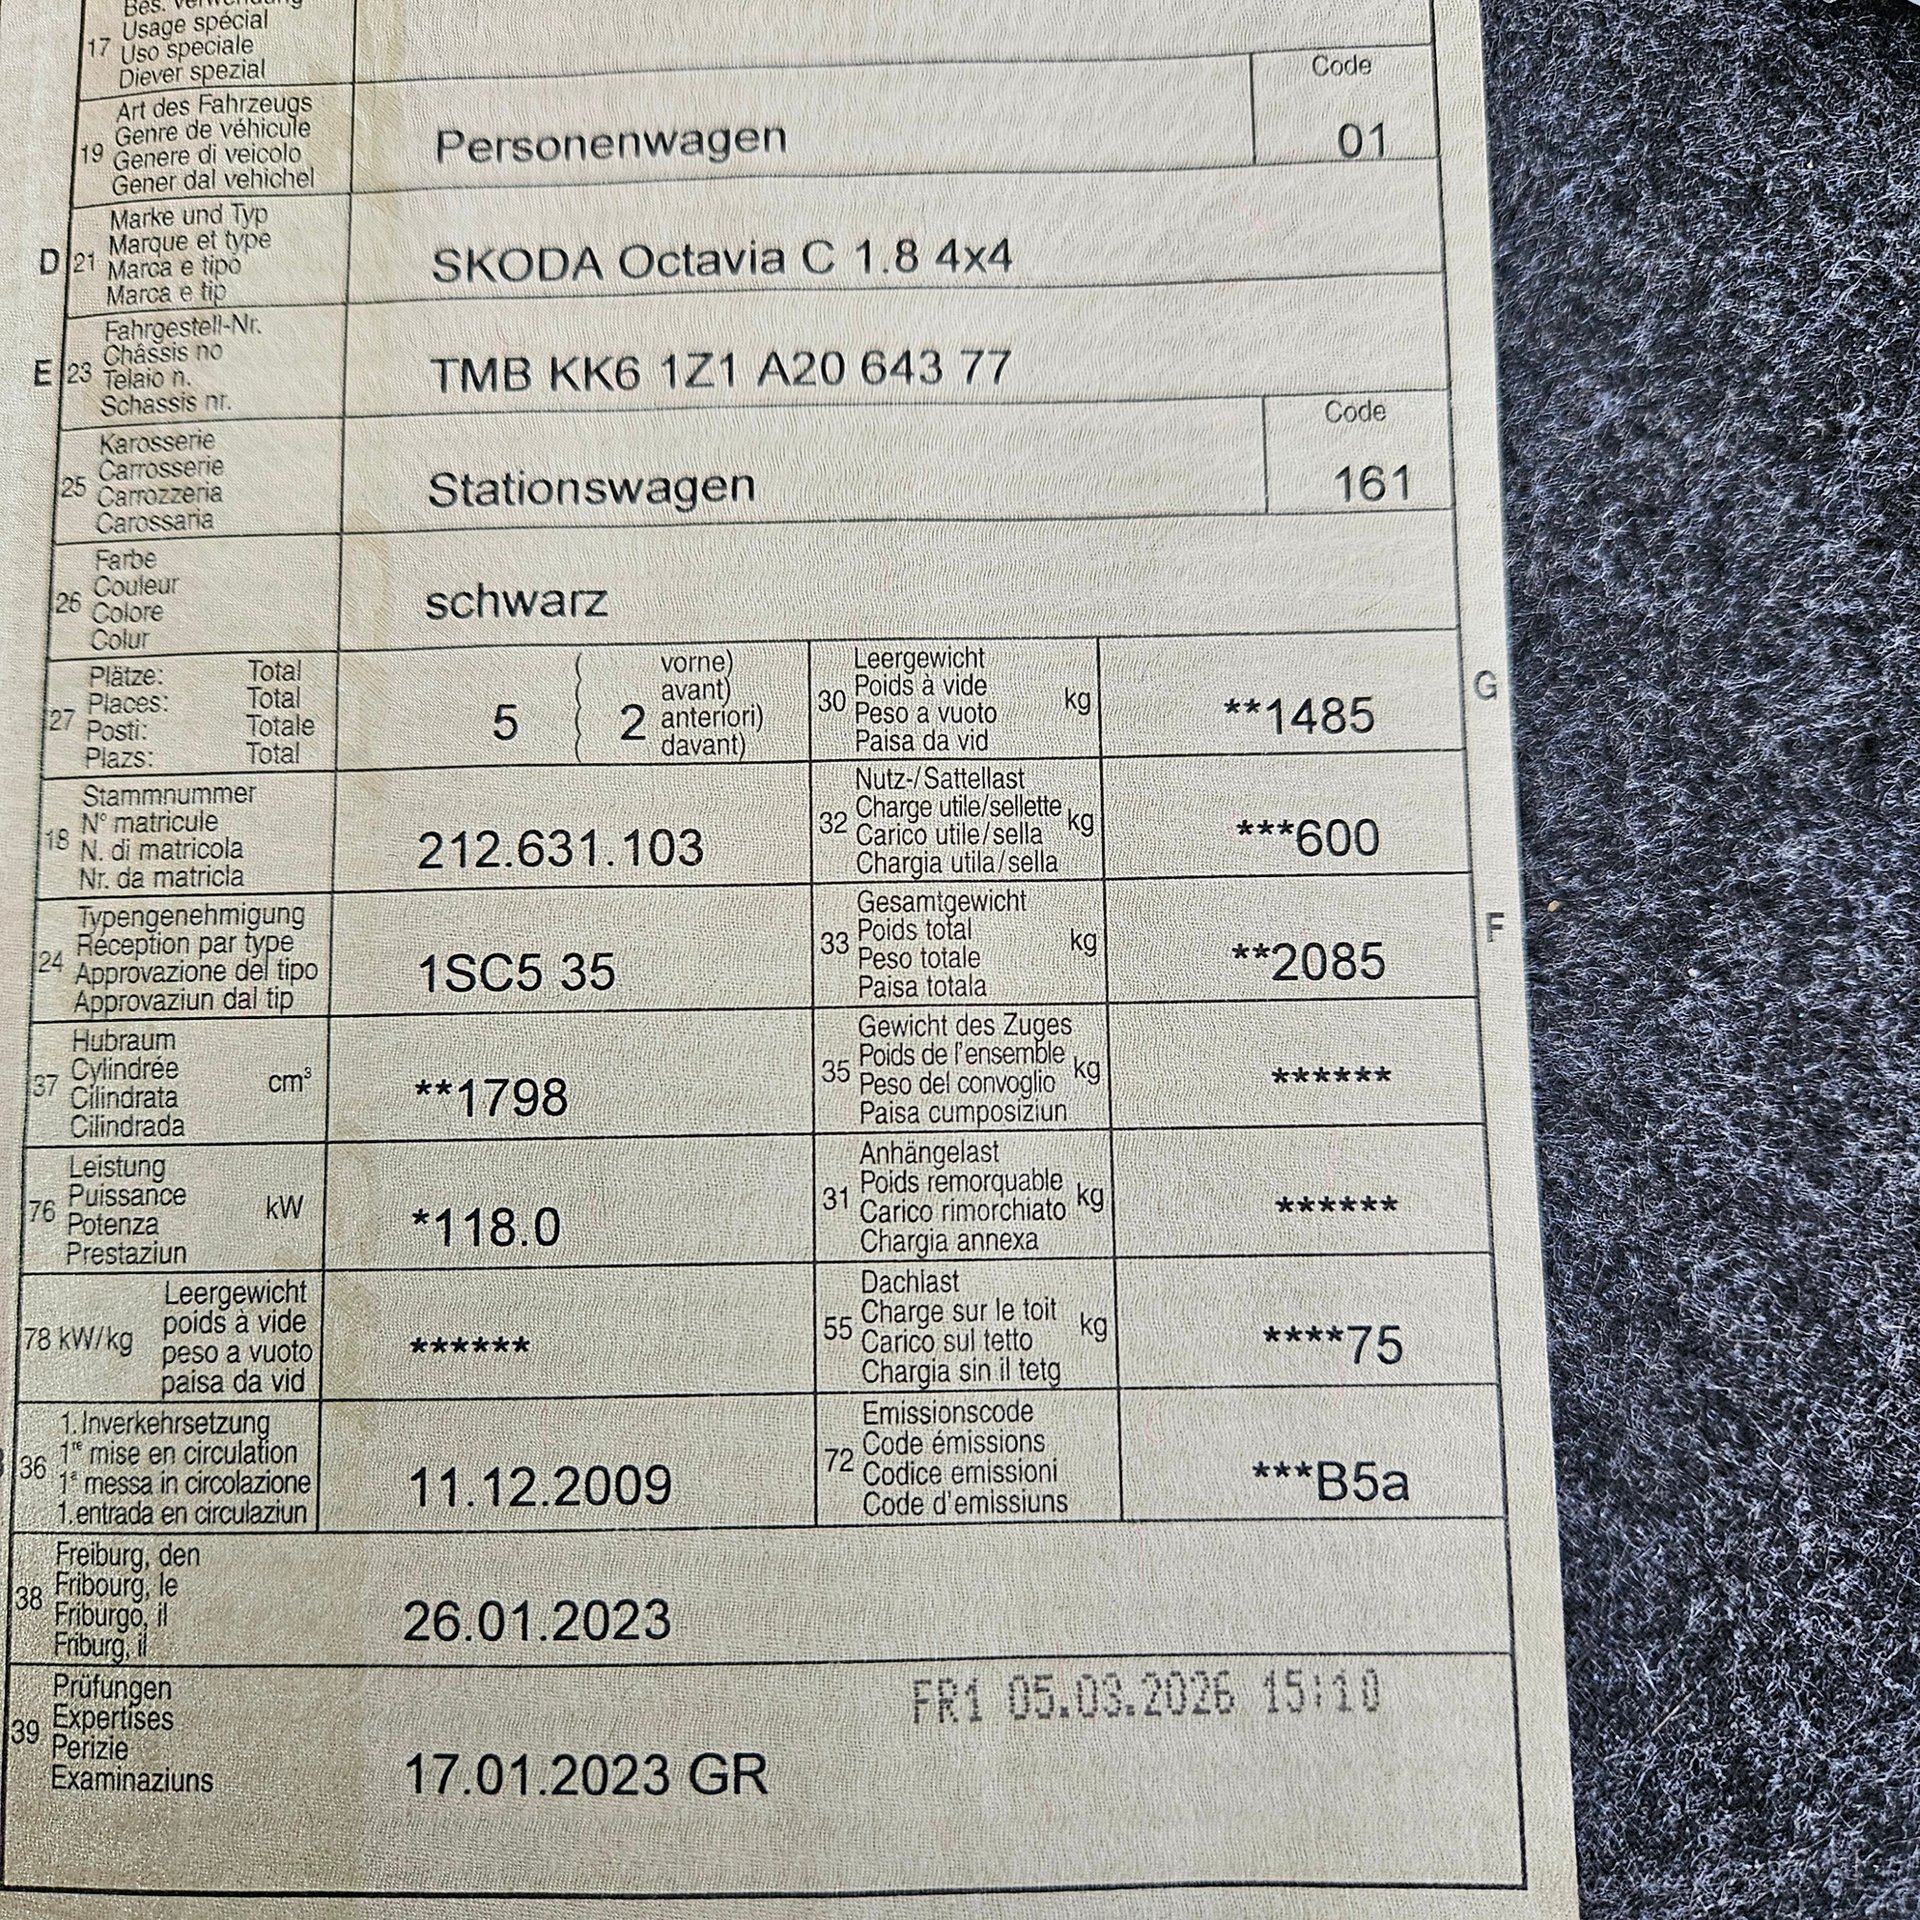 Bes. Verwendung
17 Usage spécial
Uso speciale
Diever spezial
Code
19 Art des Fahrzeugs
Genre de véhicule
Genere di veicolo
Gener dal vehichel
Personenwagen
01
D 21 Marke und Typ
Marque et type
Marca e tipo
Marca e tip
SKODA Octavia C 1.8 4x4
E 23 Fahrgestell-Nr.
Châssis no
Telaio n.
Schassis nr.
TMB KK6 1Z1 A20 643 77
Code
25 Karosserie
Carrosserie
Carrozzeria
Carossaria
Stationswagen
161
26 Farbe
Couleur
Colore
Colur
schwarz
27 Plätze: Total
Places: Total
Posti: Totale
Plazs: Total
5 ( 2 vorne)
avant)
anteriori)
davant)
30 Leergewicht
Poids à vide kg
Peso a vuoto
Paisa da vid
**1485
G
18 Stammnummer
N° matricule
N. di matricola
Nr. da matricla
212.631.103
32 Nutz-/Sattellast
Charge utile/sellette kg
Carico utile/sella
Chargia utila/sella
***600
24 Typengenehmigung
Réception par type
Approvazione del tipo
Approvaziun dal tip
1SC5 35
33 Gesamtgewicht
Poids total kg
Peso totale
Paisa totala
**2085
F
37 Hubraum
Cylindrée cm³
Cilindrata
Cilindrada
**1798
35 Gewicht des Zuges
Poids de l'ensemble kg
Peso del convoglio
Paisa cumposiziun
******
76 Leistung
Puissance kW
Potenza
Prestaziun
*118.0
31 Anhängelast
Poids remorquable kg
Carico rimorchiato
Chargia annexa
******
78 kW/kg Leergewicht
poids à vide
peso a vuoto
paisa da vid
******
55 Dachlast
Charge sur le toit kg
Carico sul tetto
Chargia sin il tetg
****75
36 1. Inverkehrsetzung
1re mise en circulation
1a messa in circolazione
1. entrada en circulaziun
11.12.2009
72 Emissionscode
Code émissions
Codice emissioni
Code d'emissiuns
***B5a
38 Freiburg, den
Fribourg, le
Friburgo, il
Friburg, il
26.01.2023
39 Prüfungen
Expertises
Perizie
Examinaziuns
FR1 05.03.2026 15:10
17.01.2023 GR